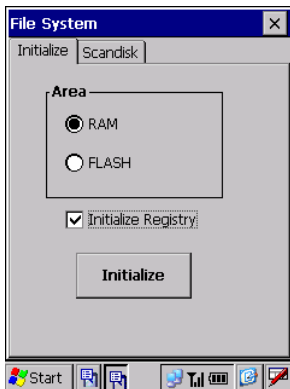 File System
Initialize Scandisk
Area
RAM
FLASH
Initialize Registry
Initialize
Start